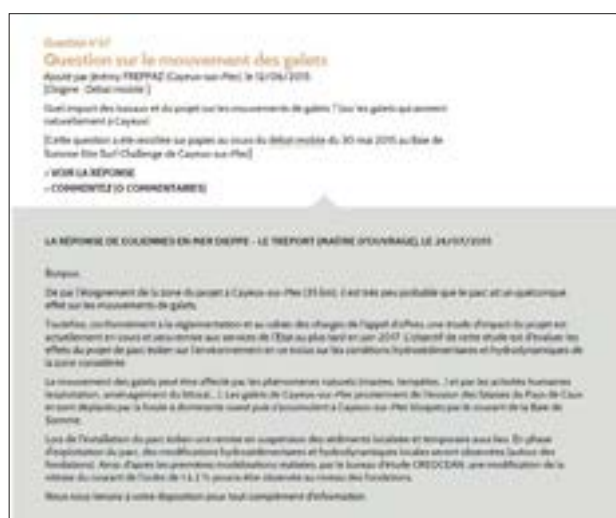 Question n°67
Question sur le mouvement des galets
Ajouté par Jérémy FREPPAZ (Cayeux-sur-Mer), le 12/06/2015
[Origine : Débat mobile]
Quel impact des travaux et du projet sur les mouvements de galets ? (sur les galets qui arrivent
naturellement à Cayeux)
[Cette question a été récoltée sur papier au cours du débat mobile du 30 mai 2015 au Baie de
Somme Kite Surf Challenge de Cayeux-sur-Mer]
> VOIR LA RÉPONSE
> COMMENTEZ (0 COMMENTAIRES)
LA RÉPONSE DE EOLIENNES EN MER DIEPPE - LE TREPORT (MAÎTRE D'OUVRAGE), LE 24/07/2015
Bonjour,
De par l'éloignement de la zone du projet à Cayeux-sur-Mer (35 km), il est très peu probable que le parc ait un quelconque
effet sur les mouvements de galets.
Toutefois, conformément à la réglementation et au cahier des charges de l'appel d'offres, une étude d'impact du projet est
actuellement en cours et sera remise aux services de l'Etat au plus tard en juin 2017. L'objectif de cette étude est d'évaluer les
effets du projet de parc éolien sur l'environnement en ce inclus sur les conditions hydrosédimentaires et hydrodynamiques de
la zone considérée.
Le mouvement des galets peut être affecté par les phénomènes naturels (marées, tempêtes...) et par les activités humaines
(exploitation, aménagement du littoral...). Les galets de Cayeux-sur-Mer proviennent de l'érosion des falaises du Pays de Caux
et sont déplacés par la houle à dominante ouest puis s'accumulent à Cayeux-sur-Mer bloqués par le courant de la Baie de
Somme.
Lors de l'installation du parc éolien une remise en suspension des sédiments localisée et temporaire aura lieu. En phase
d'exploitation du parc, des modifications hydrosédimentaires et hydrodynamiques locales seront observées (autour des
fondations). Ainsi, d'après les premières modélisations réalisées, par le bureau d'étude CREOCEAN, une modification de la
vitesse du courant de l'ordre de 1 à 2 % pourra être observée au niveau des fondations.
Nous nous tenons à votre disposition pour tout complément d'information.